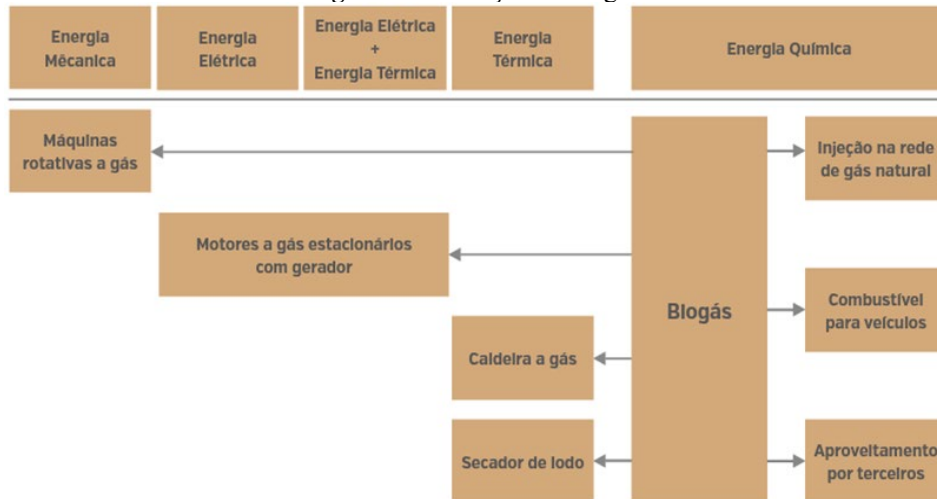 Energia
Mêcanica
Energia
Elétrica
Energia Elétrica
+
Energia Térmica
Energia
Térmica
Energia Química
Máquinas
rotativas a gás
Injeção na rede
de gás natural
Motores a gás estacionários
com gerador
Biogás
Combustível
para veículos
Caldeira a gás
Secador de lodo
Aproveitamento
por terceiros